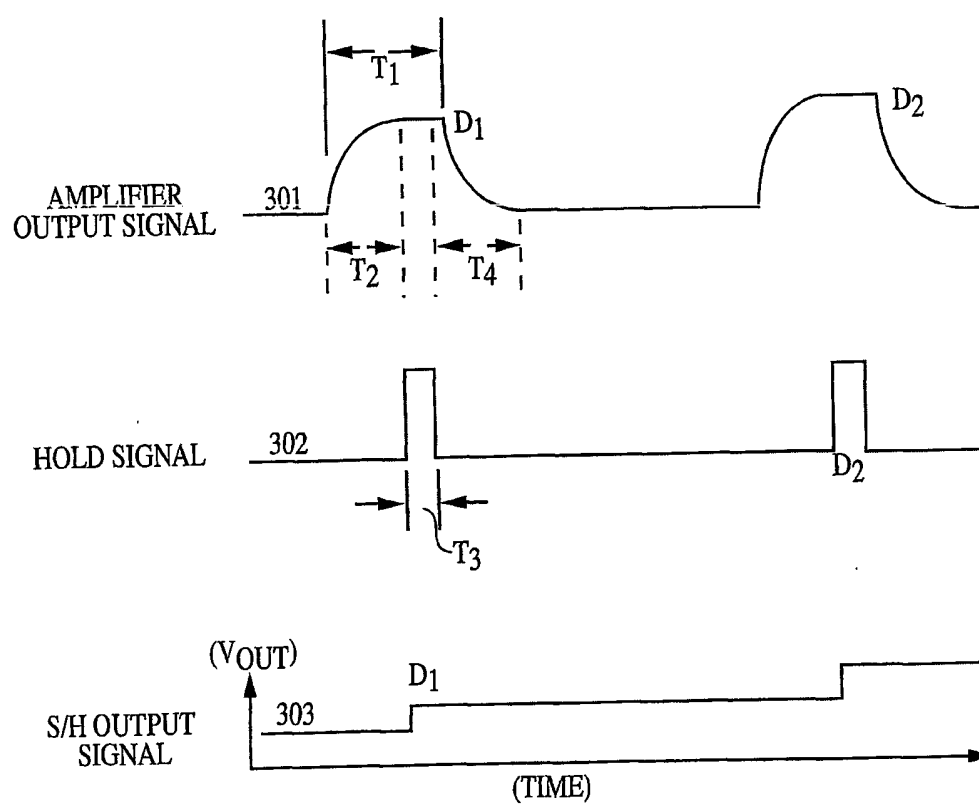 T1
D1
D2
AMPLIFIER
OUTPUT SIGNAL
301
T2
T4
HOLD SIGNAL
302
D2
T3
(VOUT)
D1
S/H OUTPUT
SIGNAL
303
(TIME)